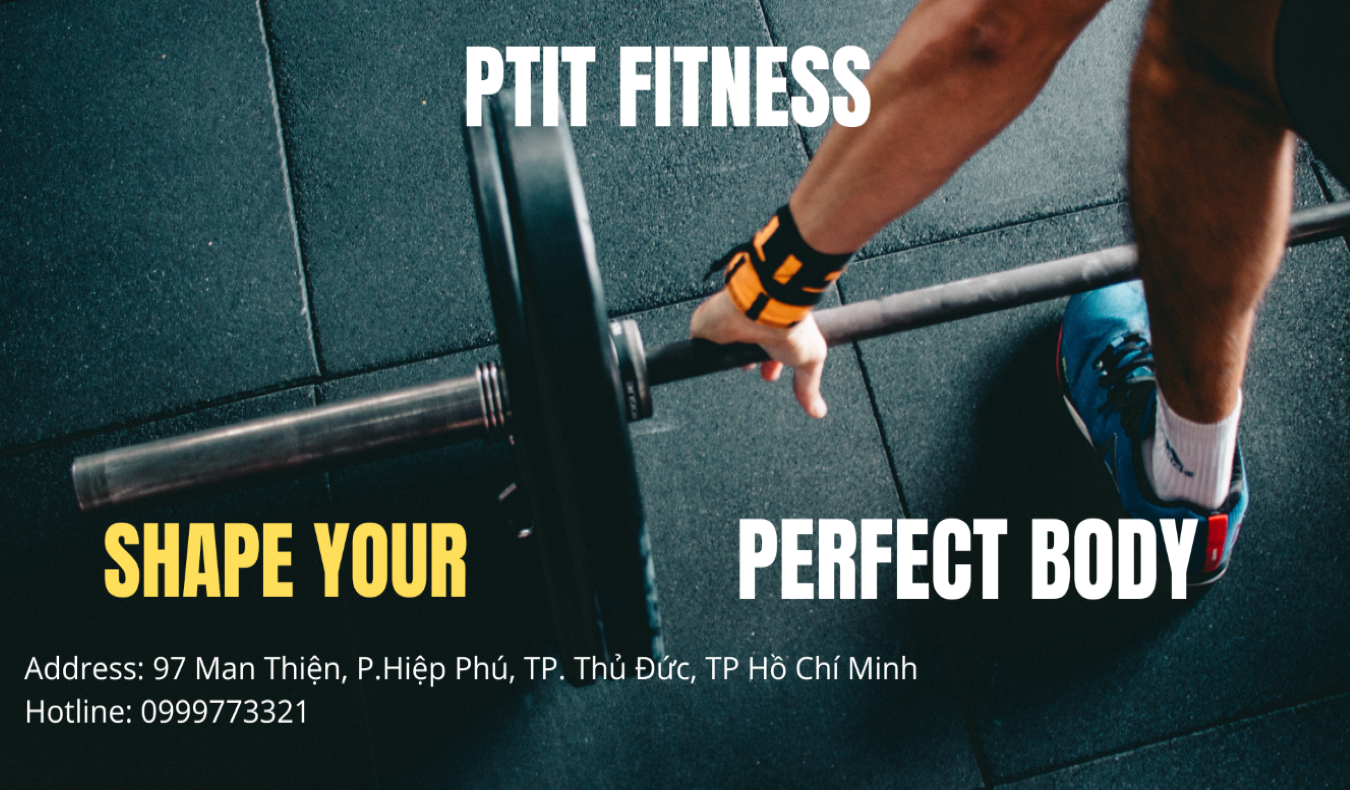 PTIT FITNESS
SHAPE YOUR PERFECT BODY
Address: 97 Man Thiện, P.Hiệp Phú, TP. Thủ Đức, TP Hồ Chí Minh
Hotline: 0999773321